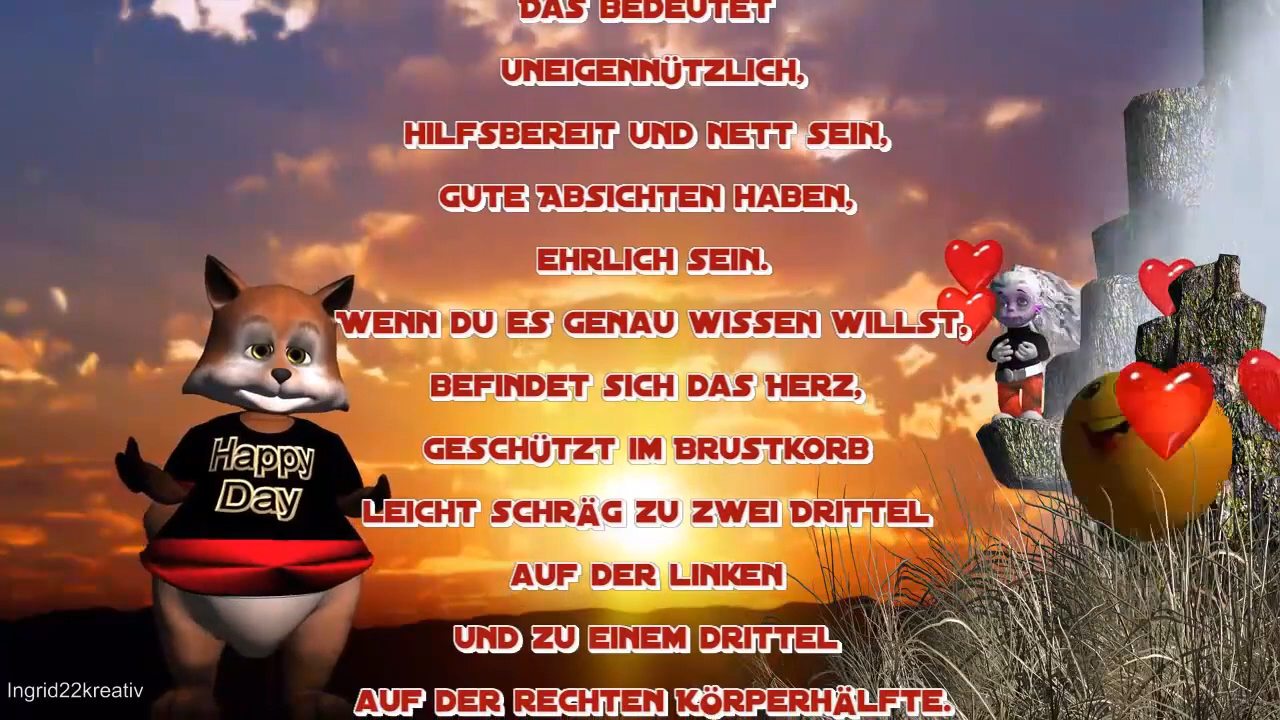 DAS BEDEUTET
UNEIGENNÜTZLICH,
HILFSBEREIT UND NETT SEIN,
GUTE ABSICHTEN HABEN,
EHRLICH SEIN.
WENN DU ES GENAU WISSEN WILLST,
BEFINDET SICH DAS HERZ,
GESCHÜTZT IM BRUSTKORB
LEICHT SCHRÄG ZU ZWEI DRITTEL
AUF DER LINKEN
UND ZU EINEM DRITTEL
AUF DER RECHTEN KÖRPERHÄLFTE.
Happy
Day
Ingrid22kreativ